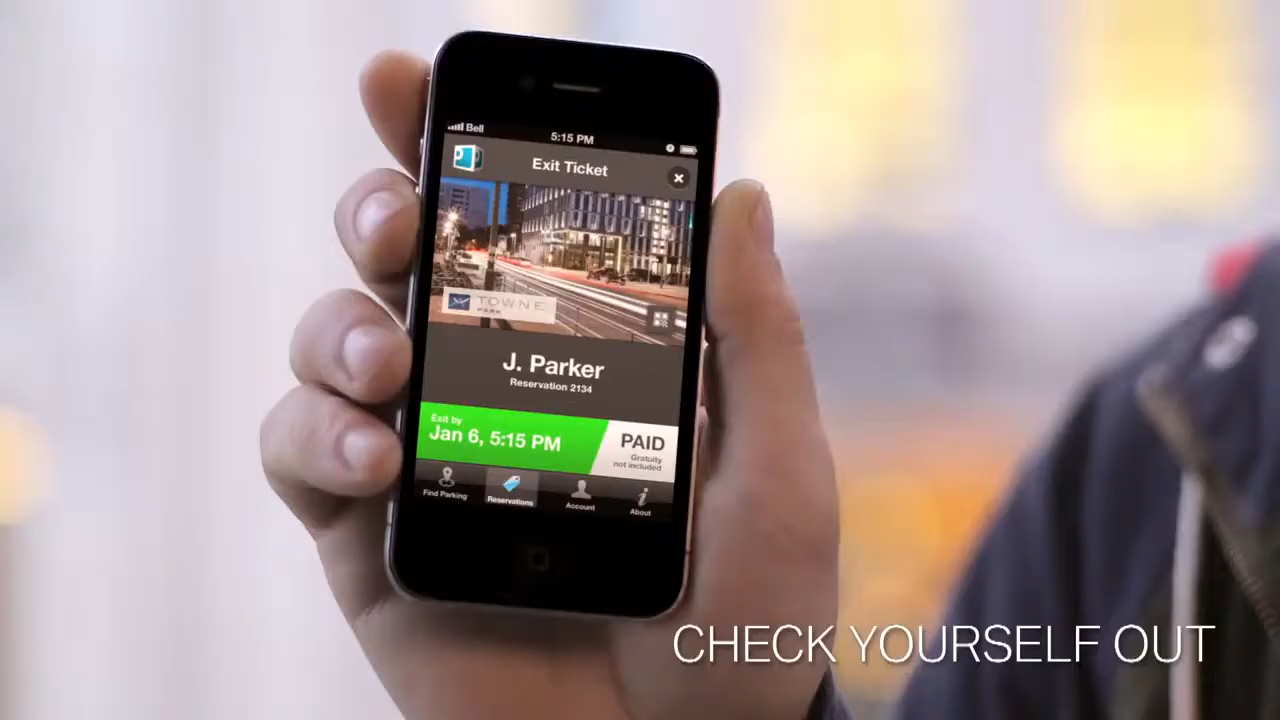 Bell
5:15 PM
Exit Ticket
TOWNE
PARK
J. Parker
Reservation 2134
Exit by
Jan 6, 5:15 PM
PAID
Gratuity
not included
Find Parking
Reservations
Account
About
CHECK YOURSELF OUT